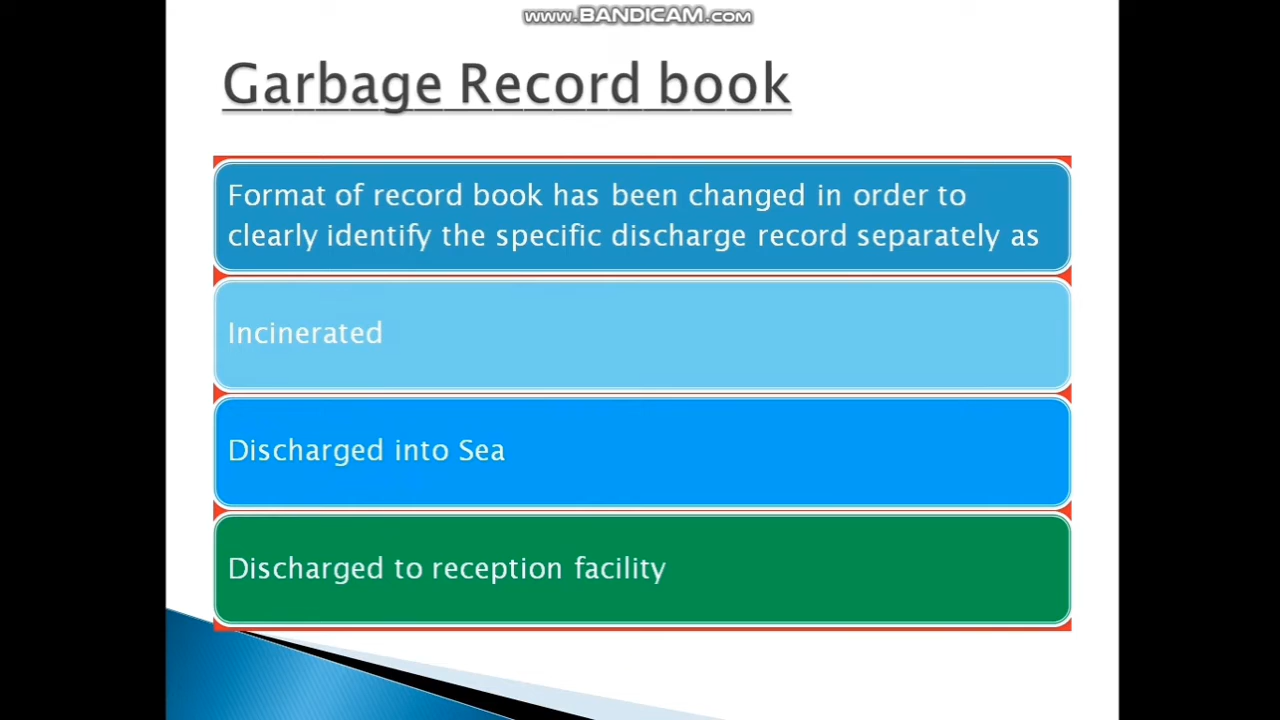 www.BANDICAM.com
Garbage Record book
Format of record book has been changed in order to
clearly identify the specific discharge record separately as
Incinerated
Discharged into Sea
Discharged to reception facility